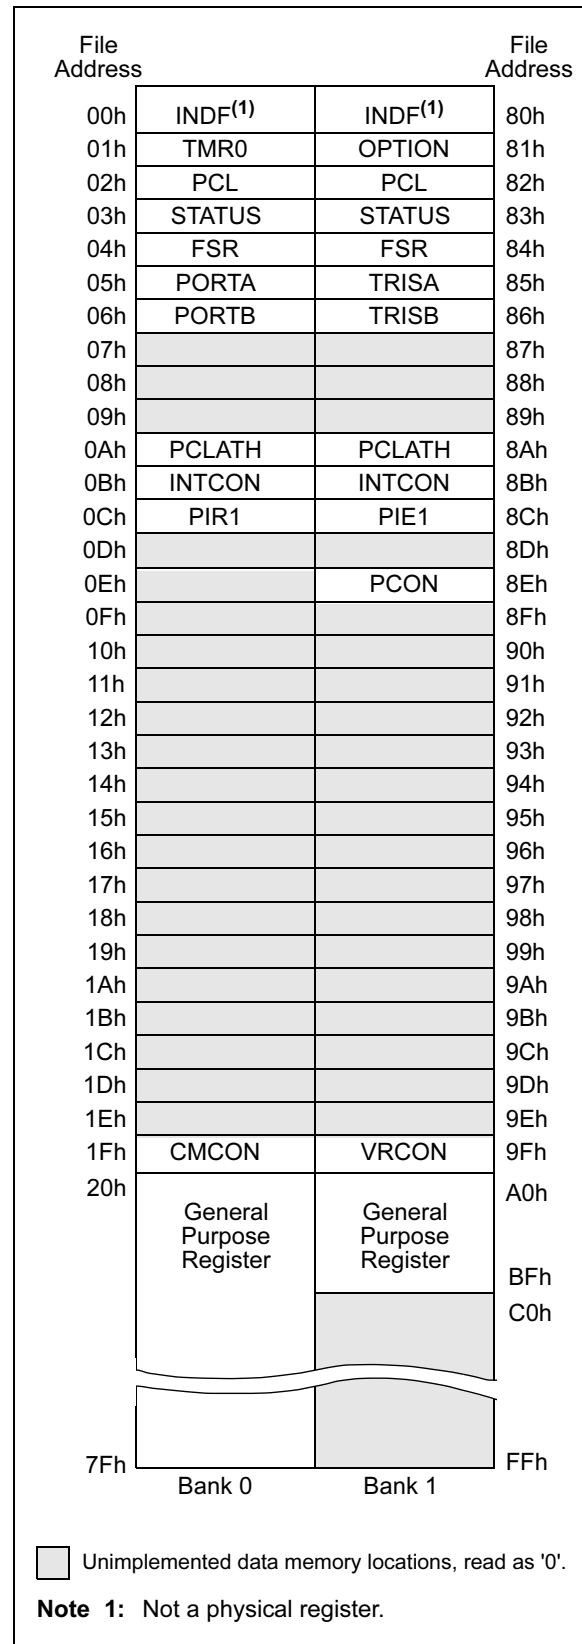 File Address File Address
00h INDF(1) INDF(1) 80h
01h TMR0 OPTION 81h
02h PCL PCL 82h
03h STATUS STATUS 83h
04h FSR FSR 84h
05h PORTA TRISA 85h
06h PORTB TRISB 86h
07h 87h
08h 88h
09h 89h
0Ah PCLATH PCLATH 8Ah
0Bh INTCON INTCON 8Bh
0Ch PIR1 PIE1 8Ch
0Dh 8Dh
0Eh PCON 8Eh
0Fh 8Fh
10h 90h
11h 91h
12h 92h
13h 93h
14h 94h
15h 95h
16h 96h
17h 97h
18h 98h
19h 99h
1Ah 9Ah
1Bh 9Bh
1Ch 9Ch
1Dh 9Dh
1Eh 9Eh
1Fh CMCON VRCON 9Fh
20h A0h
General General
Purpose Purpose
Register Register
BFh
C0h
7Fh FFh
Bank 0 Bank 1
Unimplemented data memory locations, read as '0'.
Note 1: Not a physical register.